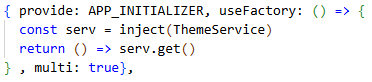 { provide: APP_INITIALIZER, useFactory: () => {
  const serv = inject(ThemeService)
  return () => serv.get()
} , multi: true},